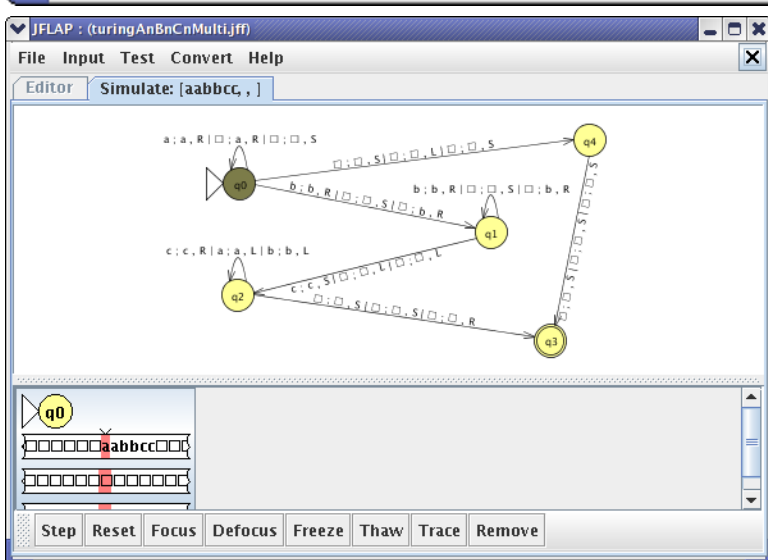 JFLAP : (turingAnBnCnMulti.jff)
File Input Test Convert Help
Editor
Simulate: [aabbcc, , ]
a ; a , R | □ ; a , R | □ ; □ , S
□ ; □ , S | □ ; □ , L | □ ; □ , S
q4
q0
b ; b , R | □ ; □ , S | □ ; b , R
b ; b , R | □ ; □ , S | □ ; b , R
q1
□ ; □ , S | □ ; □ , S | □ ; □ , S
c ; c , R | a ; a , L | b ; b , L
c ; c , S | □ ; □ , L | □ ; □ , L
q2
□ ; □ , S | □ ; □ , S | □ ; □ , R
q3
q0
□□□□□□aabbcc□□□
□□□□□□□□□□□□□
Step Reset Focus Defocus Freeze Thaw Trace Remove